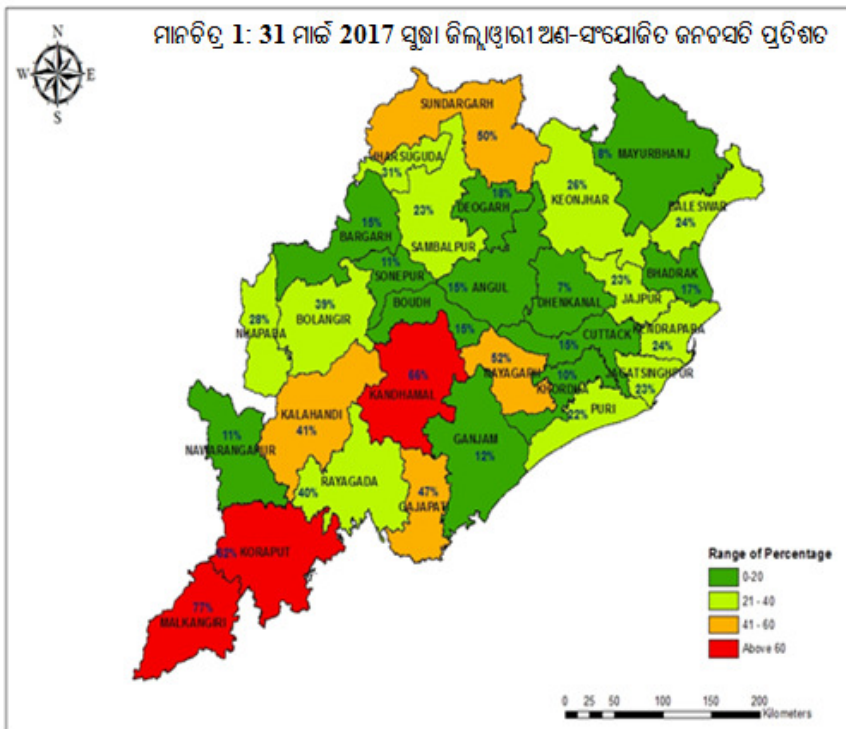 ମାନଚିତ୍ର 1: 31 ମାର୍ଚ୍ଚ 2017 ସୁଦ୍ଧା ଜିଲ୍ଲାୱାରୀ ଅଣ-ସଂଯୋଜିତ ଜନବସତି ପ୍ରତିଶତ
N
W E
S
SUNDARGARH
50%
JHARSUGUDA
31%
8% MAYURBHANJ
26%
KEONJHAR
BALESWAR
24%
18%
DEOGARH
23%
SAMBALPUR
15%
BARGARH
11%
SONEPUR
BOUDH
15%
15% ANGUL
7%
DHENKANAL
23%
JAJPUR
BHADRAK
17%
39%
BOLANGIR
28%
NUAPADA
CUTTACK
15%
KENDRAPARA
24%
52%
NAYAGARH
10%
KHORDHA
JAGATSINGHPUR
23%
PURI
22%
66%
KANDHAMAL
KALAHANDI
41%
11%
NAWARANGAPUR
GANJAM
12%
RAYAGADA
40%
47%
GAJAPATI
KORAPUT
77%
MALKANGIRI
Range of Percentage
0-20
21 - 40
41 - 60
Above 60
0 25 50 100 150 200
Kilometers